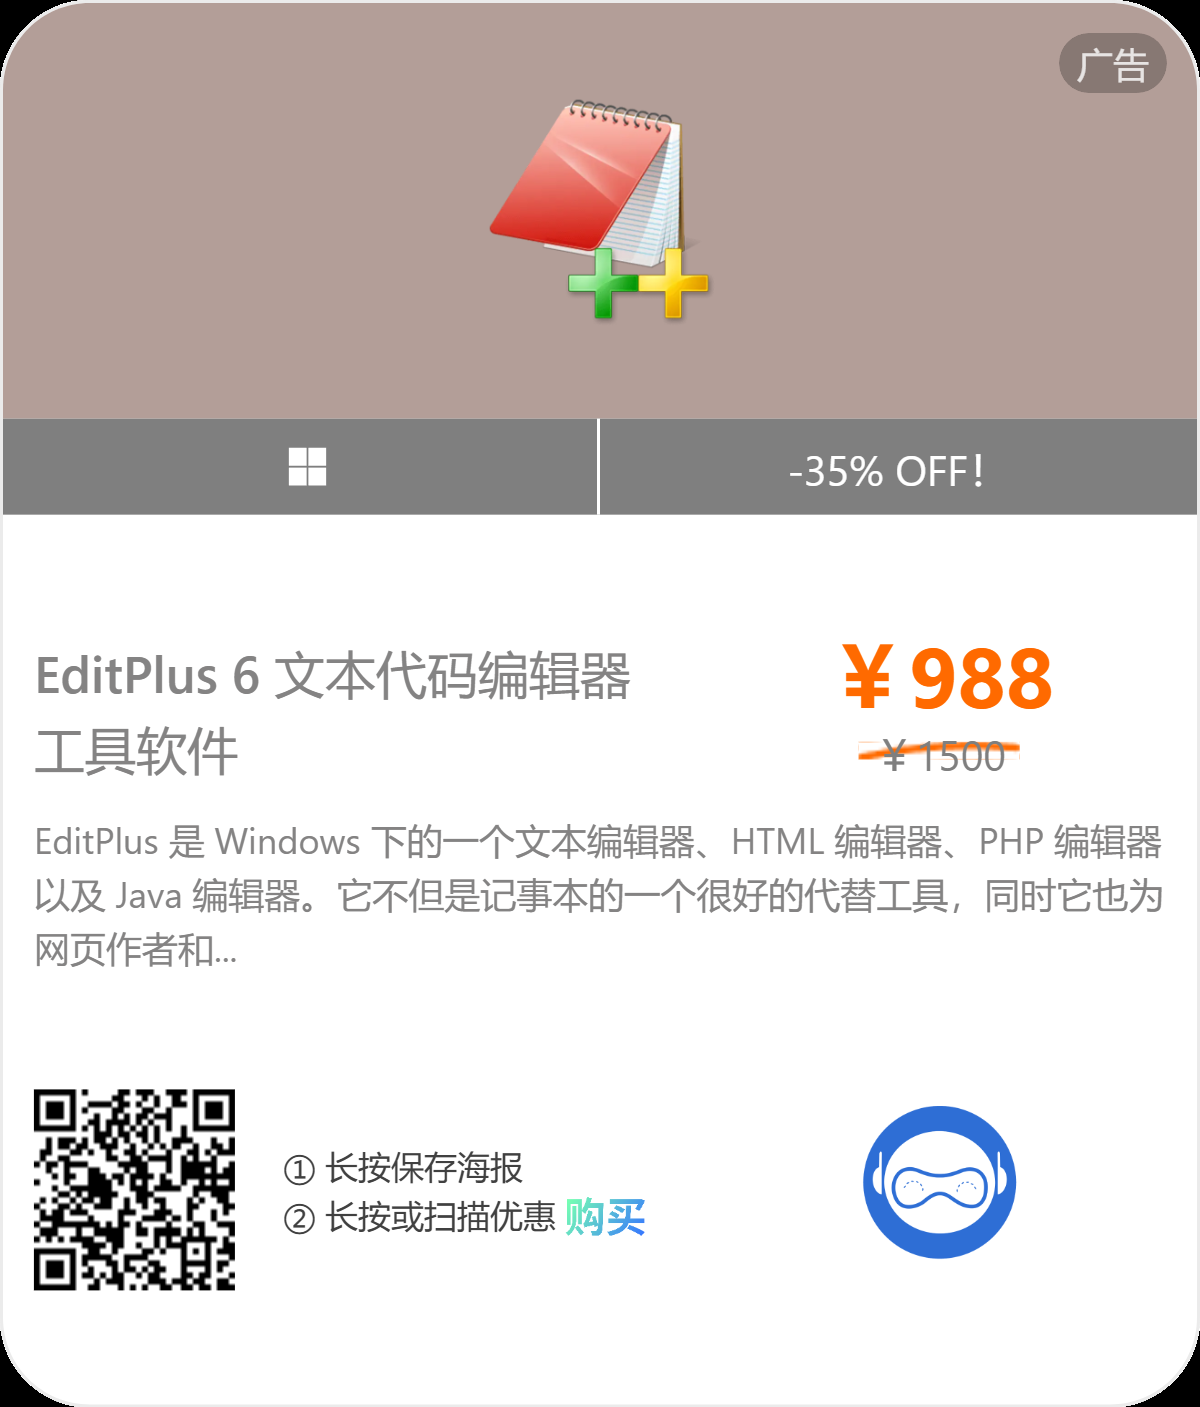 广告
-35% OFF!
EditPlus 6 文本代码编辑器
工具软件
￥988
￥1500
EditPlus 是 Windows 下的一个文本编辑器、HTML 编辑器、PHP 编辑器
以及 Java 编辑器。它不但是记事本的一个很好的代替工具，同时它也为
网页作者和...
① 长按保存海报
② 长按或扫描优惠 购买